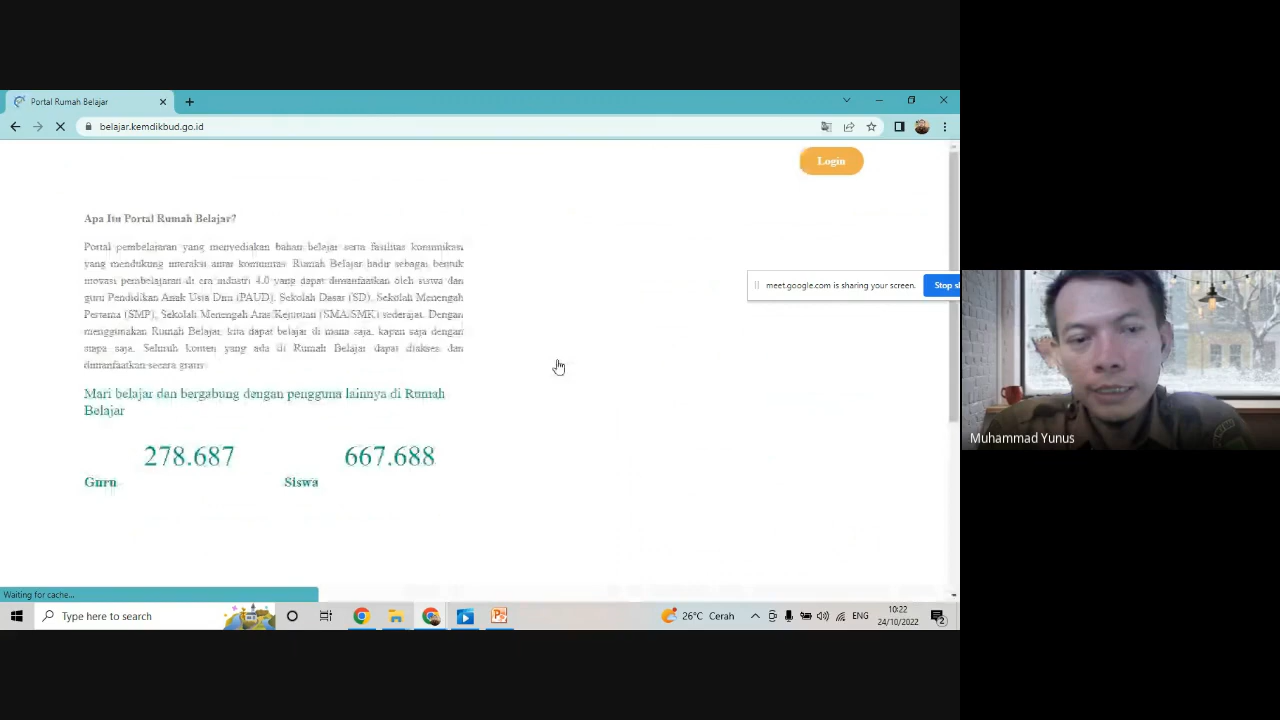 Portal Rumah Belajar
belajar.kemdikbud.go.id
Login
Apa Itu Portal Rumah Belajar?
Portal pembelajaran yang menyediakan bahan belajar serta fasilitas komunikasi
yang mendukung interaksi antar komunitas. Rumah Belajar hadir sebagai bentuk
inovasi pembelajaran di era industri 4.0 yang dapat dimanfaatkan oleh siswa dan
guru Pendidikan Anak Usia Dini (PAUD), Sekolah Dasar (SD), Sekolah Menengah
Pertama (SMP), Sekolah Menengah Atas/Kejuruan (SMA/SMK) sederajat. Dengan
menggunakan Rumah Belajar, kita dapat belajar di mana saja, kapan saja dengan
siapa saja. Seluruh konten yang ada di Rumah Belajar dapat diakses dan
dimanfaatkan secara gratis
meet.google.com is sharing your screen.
Stop
Mari belajar dan bergabung dengan pengguna lainnya di Rumah
Belajar
278.687
667.688
Guru
Siswa
Muhammad Yunus
Waiting for cache...
Type here to search
26°C Cerah
ENG
10:22
24/10/2022
2